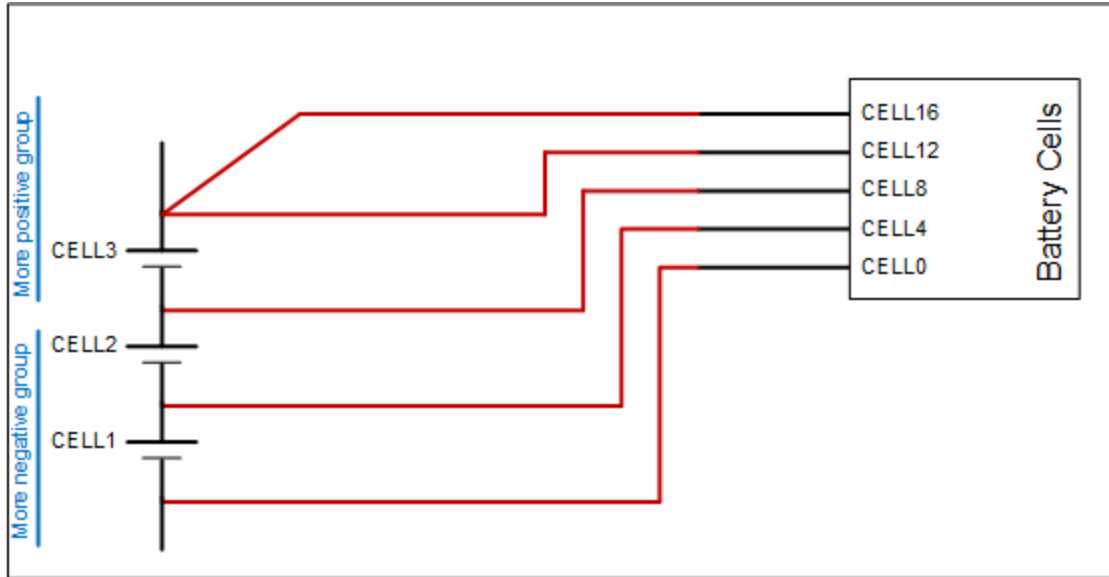 More positive group
More negative group
CELL3
CELL2
CELL1
CELL16
CELL12
CELL8
CELL4
CELL0
Battery Cells